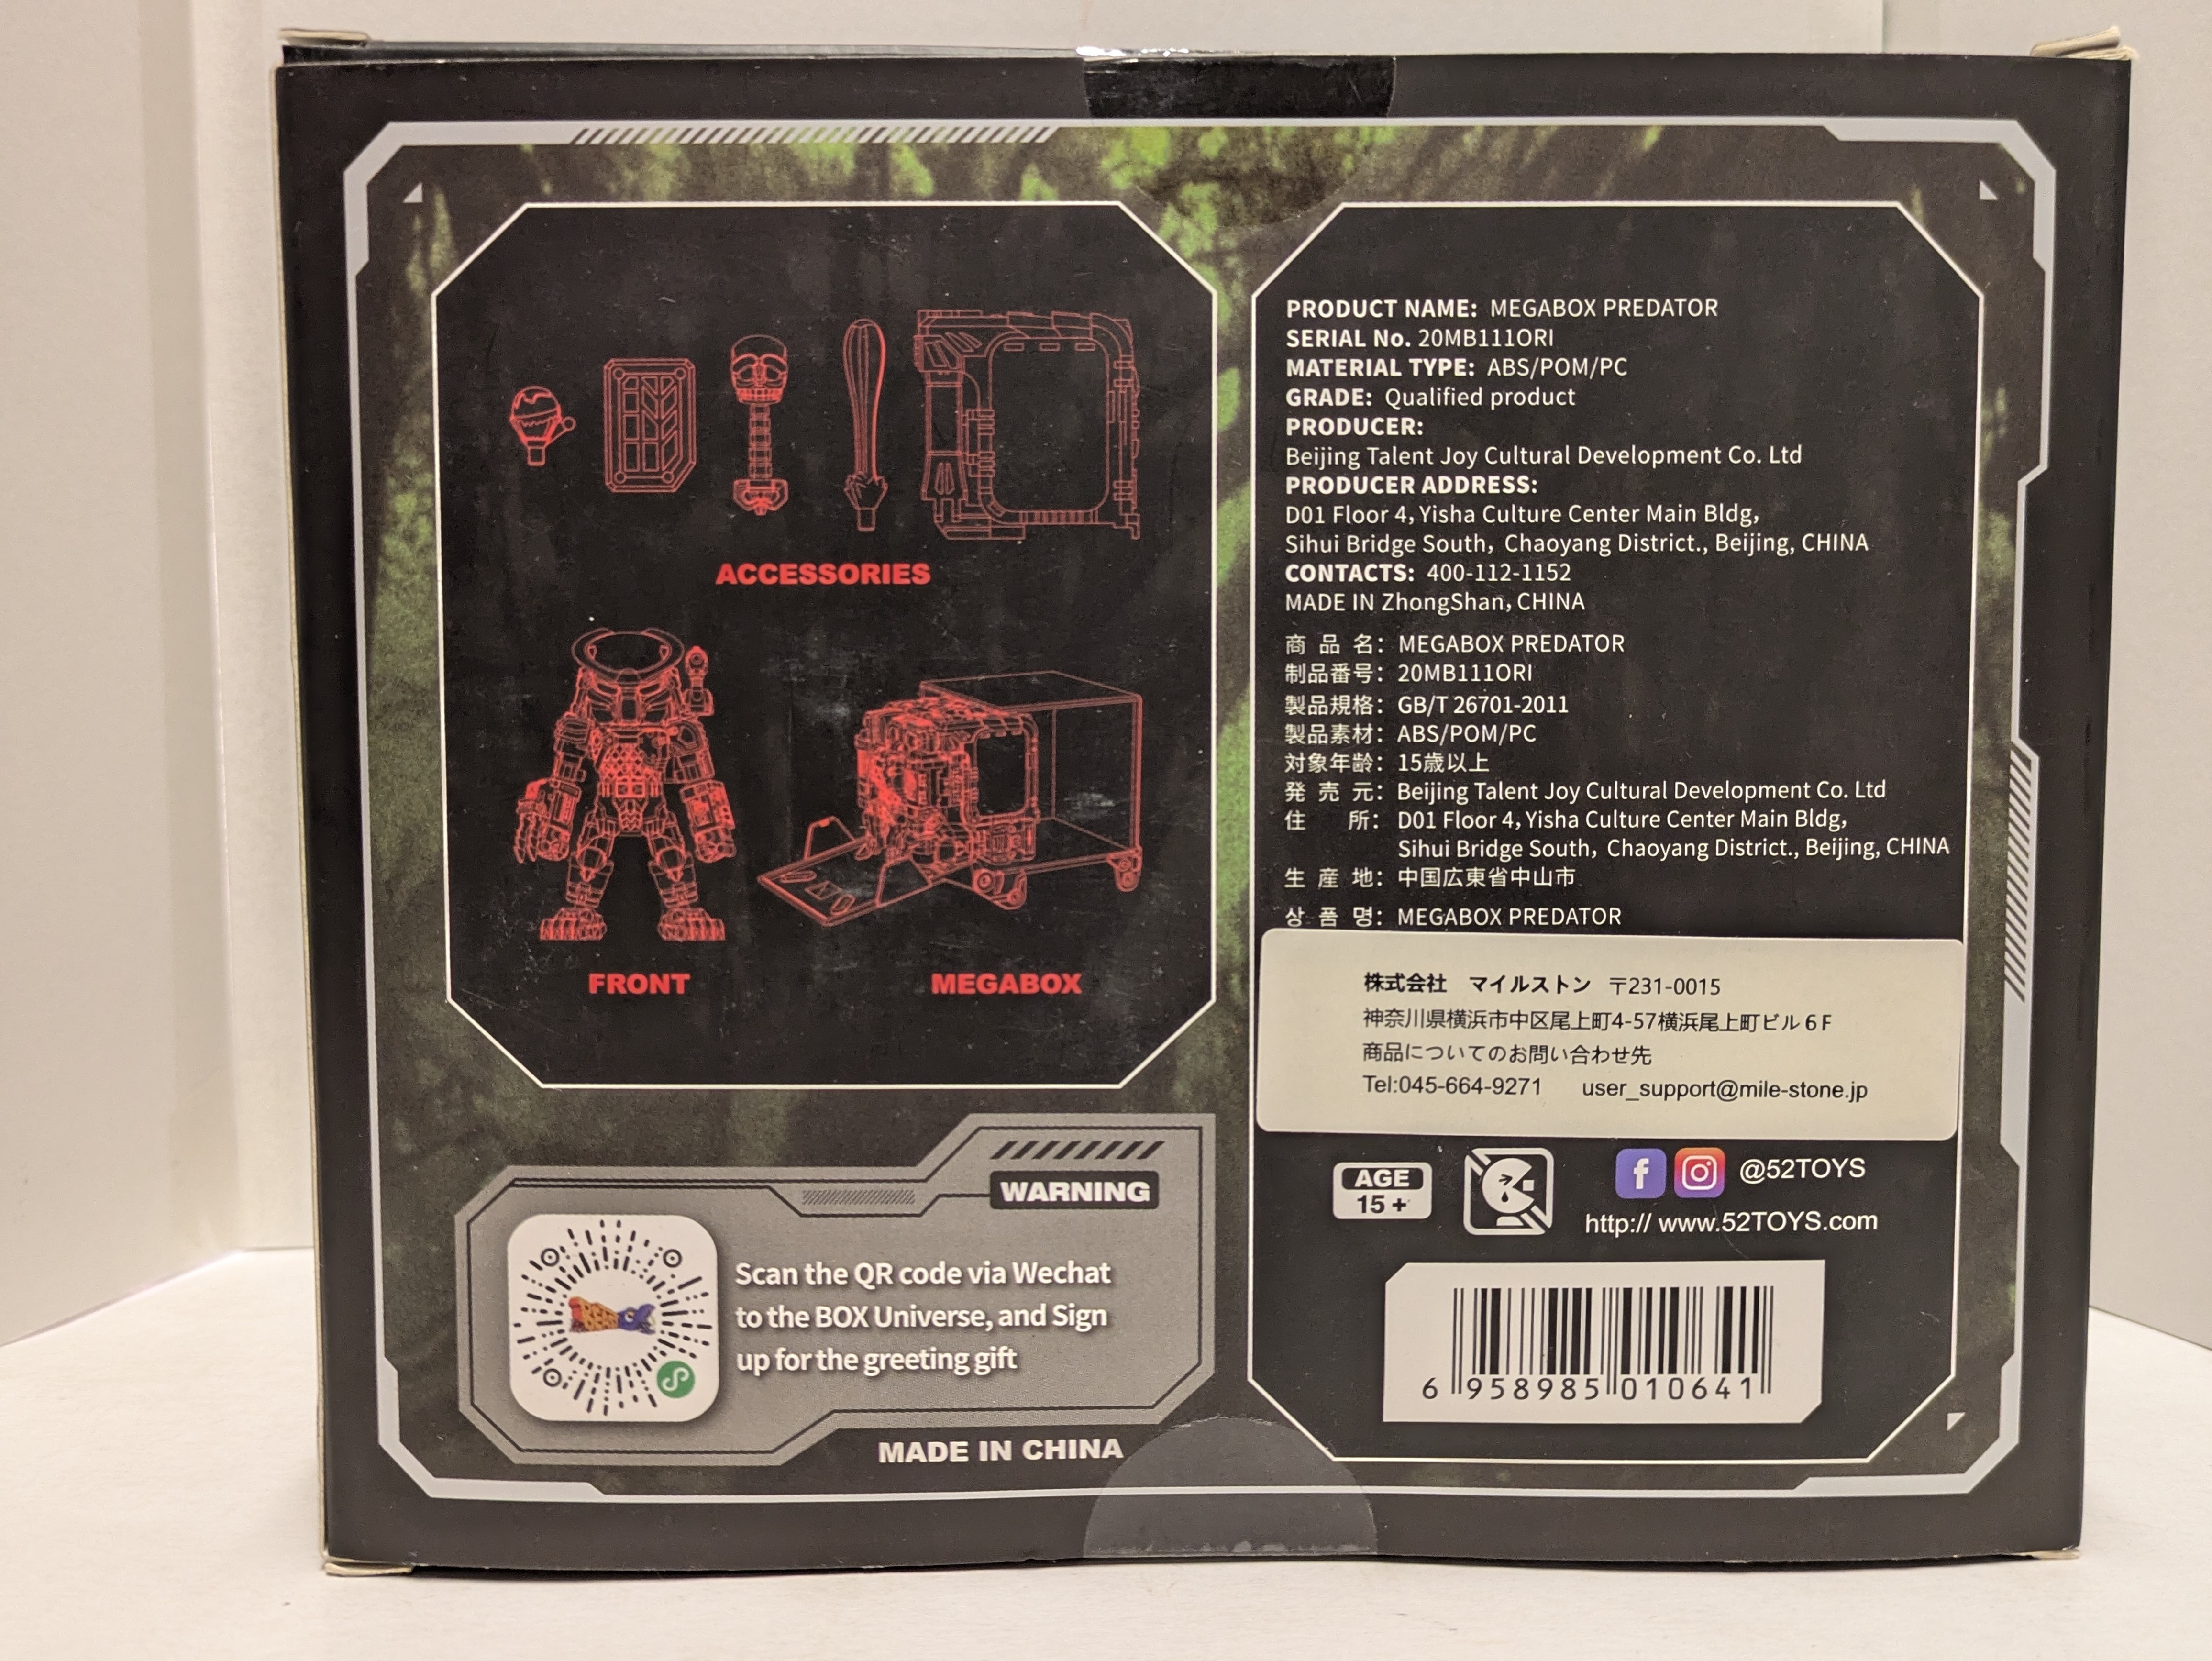 ACCESSORIES
FRONT
MEGABOX
WARNING
Scan the QR code via Wechat
to the BOX Universe, and Sign
up for the greeting gift
MADE IN CHINA
PRODUCT NAME: MEGABOX PREDATOR
SERIAL No. 20MB111ORI
MATERIAL TYPE: ABS/POM/PC
GRADE: Qualified product
PRODUCER:
Beijing Talent Joy Cultural Development Co. Ltd
PRODUCER ADDRESS:
D01 Floor 4, Yisha Culture Center Main Bldg,
Sihui Bridge South, Chaoyang District., Beijing, CHINA
CONTACTS: 400-112-1152
MADE IN ZhongShan, CHINA
商品名: MEGABOX PREDATOR
制品番号: 20MB111ORI
製品規格: GB/T 26701-2011
製品素材: ABS/POM/PC
対象年齢: 15歳以上
発売元: Beijing Talent Joy Cultural Development Co. Ltd
住所: D01 Floor 4, Yisha Culture Center Main Bldg,
Sihui Bridge South, Chaoyang District., Beijing, CHINA
生産地: 中国広東省中山市
상품명: MEGABOX PREDATOR
株式会社 マイルストン 〒231-0015
神奈川県横浜市中区尾上町4-57横浜尾上町ビル6F
商品についてのお問い合わせ先
Tel:045-664-9271 user_support@mile-stone.jp
AGE
15+
@52TOYS
http:// www.52TOYS.com
6 958985 010641